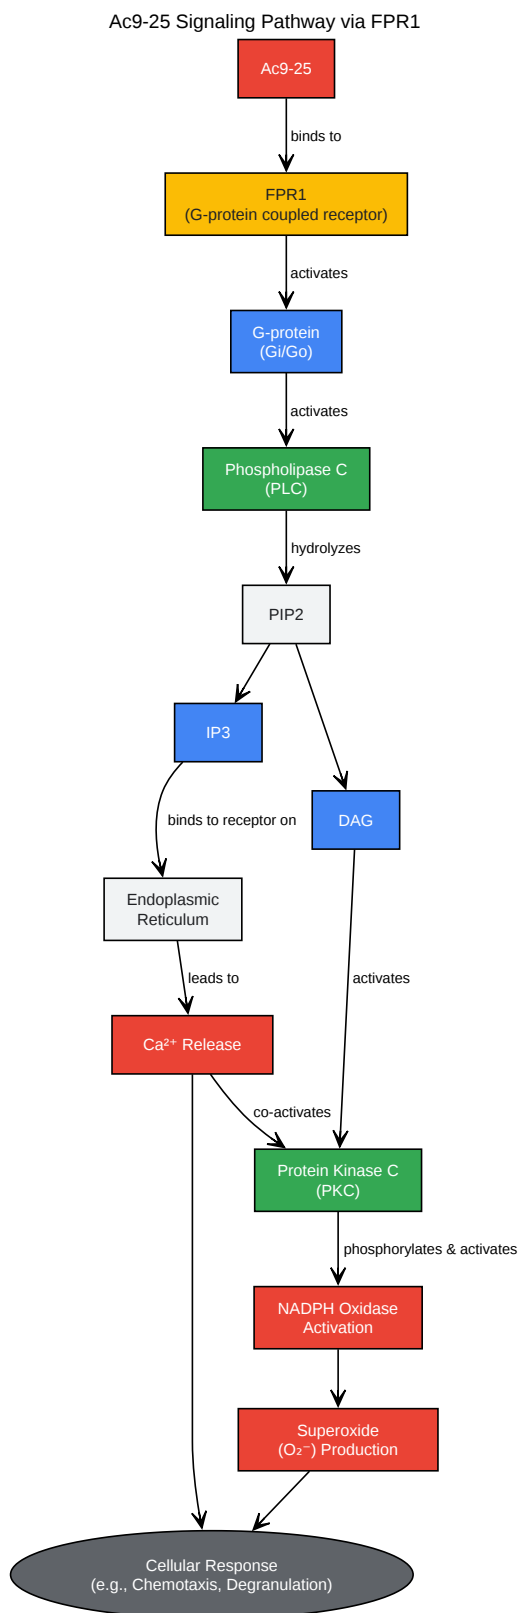 Ac9-25 Signaling Pathway via FPR1
Ac9-25
binds to
FPR1
(G-protein coupled receptor)
activates
G-protein
(Gi/Go)
activates
Phospholipase C
(PLC)
hydrolyzes
PIP2
IP3
binds to receptor on
DAG
Endoplasmic
Reticulum
leads to
activates
Ca²⁺ Release
co-activates
Protein Kinase C
(PKC)
phosphorylates & activates
NADPH Oxidase
Activation
Superoxide
(O₂⁻) Production
Cellular Response
(e.g., Chemotaxis, Degranulation)